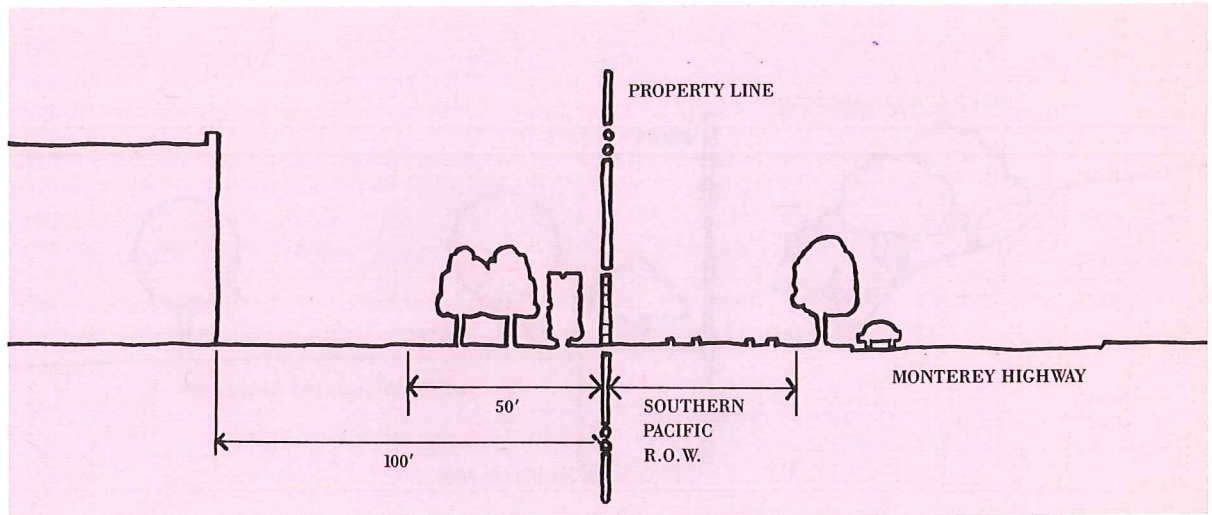 PROPERTY LINE
MONTEREY HIGHWAY
50'
SOUTHERN
PACIFIC
R.O.W.
100'